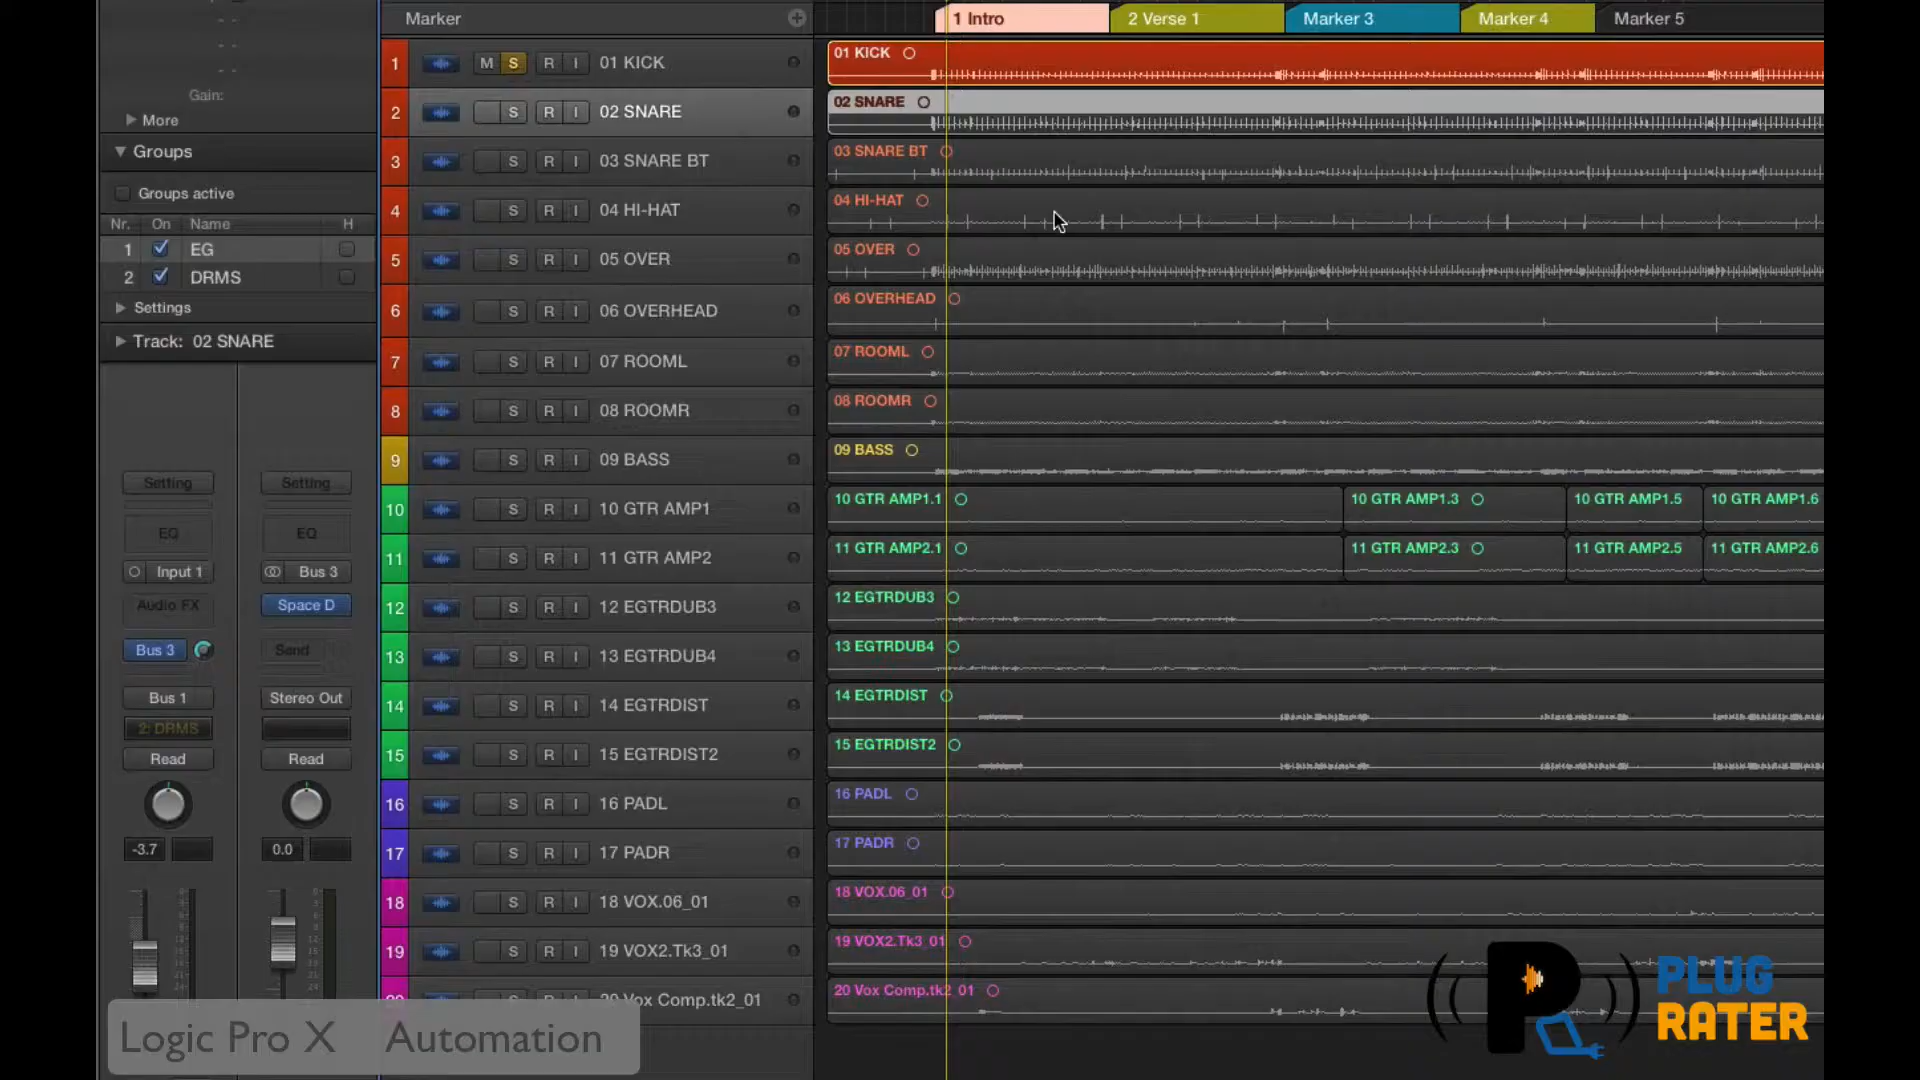 Marker
1 Intro
2 Verse 1
Marker 3
Marker 4
Marker 5
Gain:
More
Groups
Groups active
Nr. On Name H
1 EG
2 DRMS
Settings
Track: 02 SNARE
Setting Setting
EQ EQ
Input 1 Bus 3
Audio FX Space D
Bus 3 Send
Bus 1 Stereo Out
2: DRMS
Read Read
-3.7 0.0
1 M S R I 01 KICK
2 S R I 02 SNARE
3 S R I 03 SNARE BT
4 S R I 04 HI-HAT
5 S R I 05 OVER
6 S R I 06 OVERHEAD
7 S R I 07 ROOML
8 S R I 08 ROOMR
9 S R I 09 BASS
10 S R I 10 GTR AMP1
11 S R I 11 GTR AMP2
12 S R I 12 EGTRDUB3
13 S R I 13 EGTRDUB4
14 S R I 14 EGTRDIST
15 S R I 15 EGTRDIST2
16 S R I 16 PADL
17 S R I 17 PADR
18 S R I 18 VOX.06_01
19 S R I 19 VOX2.Tk3_01
20 S R I 20 Vox Comp.tk2_01
01 KICK
02 SNARE
03 SNARE BT
04 HI-HAT
05 OVER
06 OVERHEAD
07 ROOML
08 ROOMR
09 BASS
10 GTR AMP1.1 10 GTR AMP1.3 10 GTR AMP1.5 10 GTR AMP1.6
11 GTR AMP2.1 11 GTR AMP2.3 11 GTR AMP2.5 11 GTR AMP2.6
12 EGTRDUB3
13 EGTRDUB4
14 EGTRDIST
15 EGTRDIST2
16 PADL
17 PADR
18 VOX.06_01
19 VOX2.Tk3_01
20 Vox Comp.tk2_01
Logic Pro X Automation
PLUG
RATER